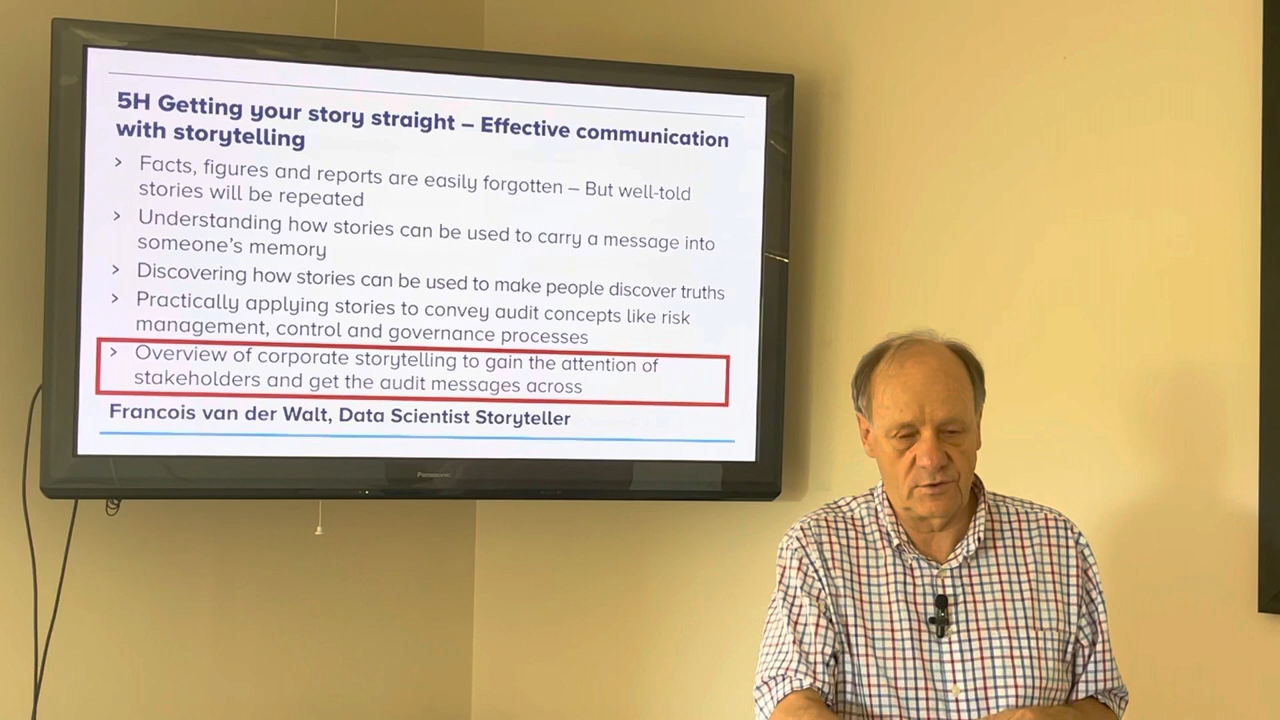 5H Getting your story straight – Effective communication
with storytelling
› Facts, figures and reports are easily forgotten – But well-told
stories will be repeated
› Understanding how stories can be used to carry a message into
someone’s memory
› Discovering how stories can be used to make people discover truths
› Practically applying stories to convey audit concepts like risk
management, control and governance processes
› Overview of corporate storytelling to gain the attention of
stakeholders and get the audit messages across
Francois van der Walt, Data Scientist Storyteller
Panasonic